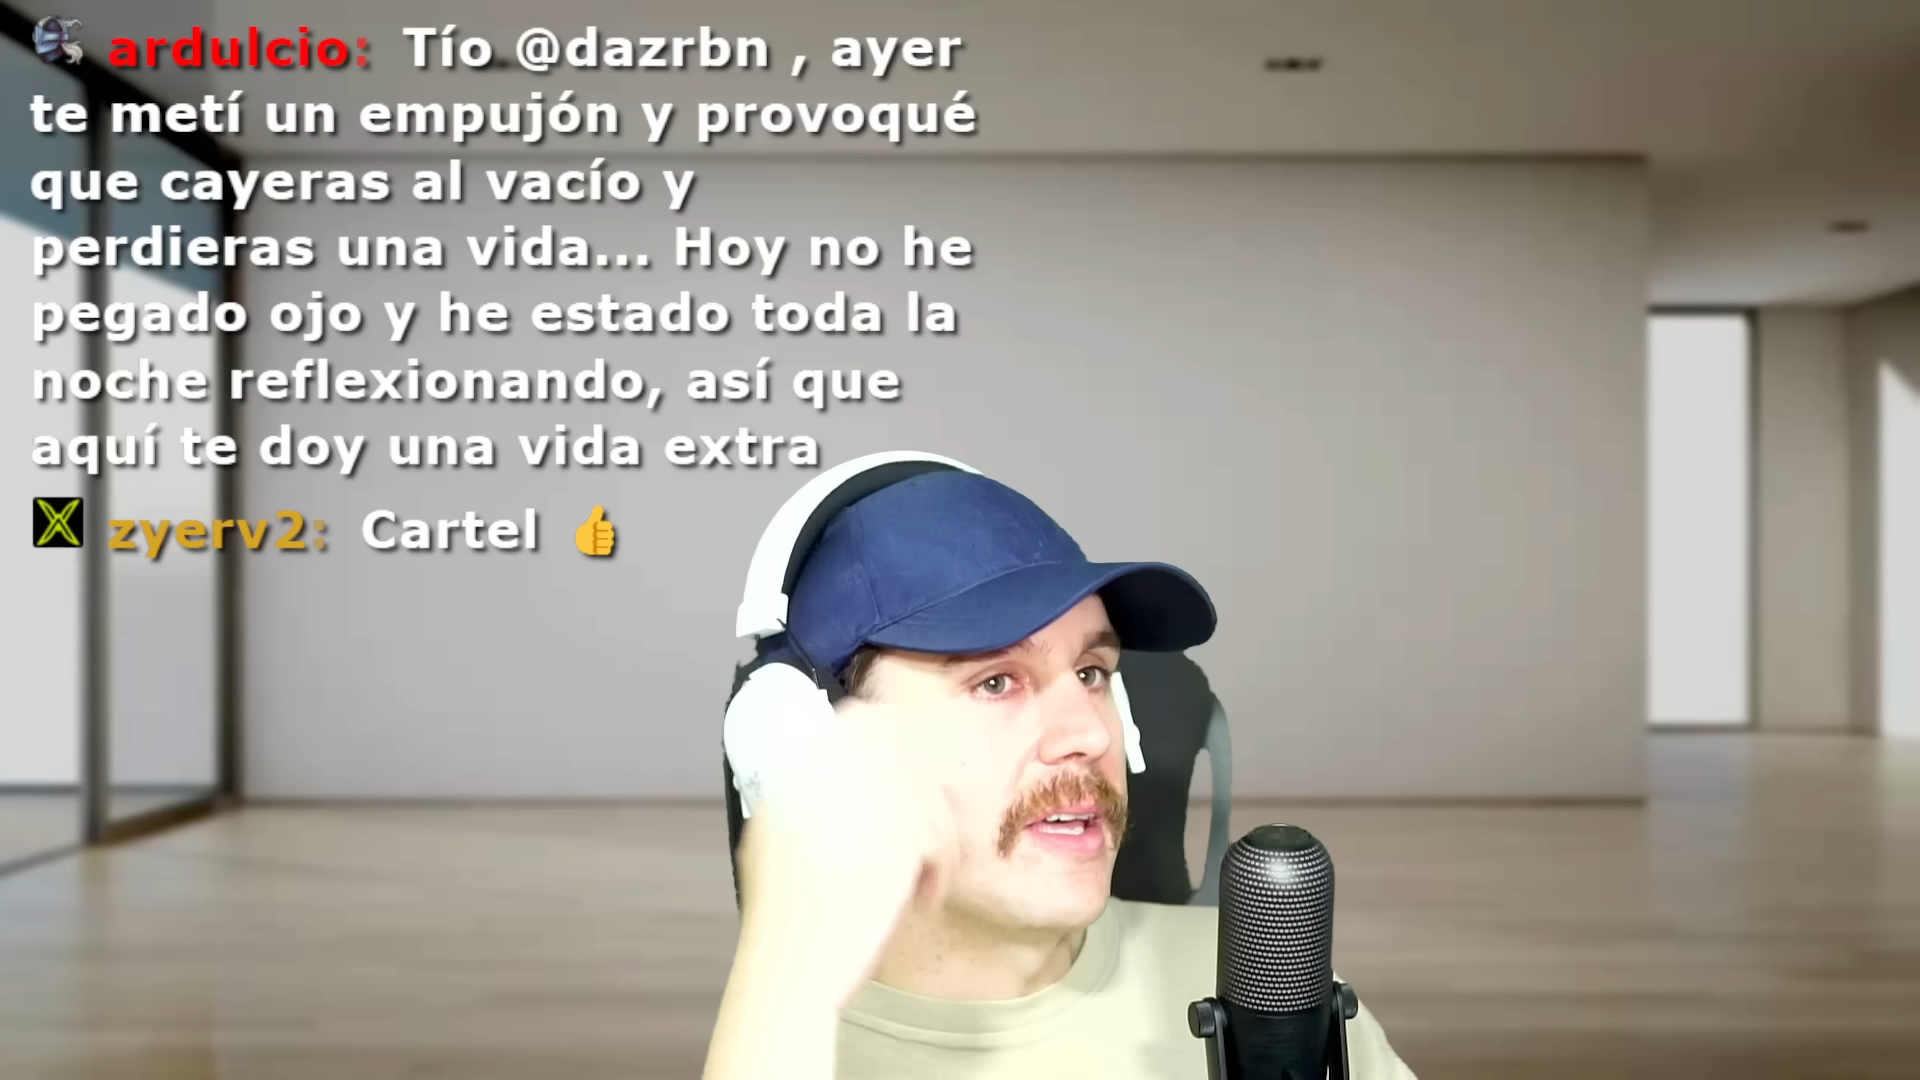 ardulcio: Tío @dazrbn , ayer
te metí un empujón y provoqué
que cayeras al vacío y
perdieras una vida... Hoy no he
pegado ojo y he estado toda la
noche reflexionando, así que
aquí te doy una vida extra
zyerv2: Cartel 👍